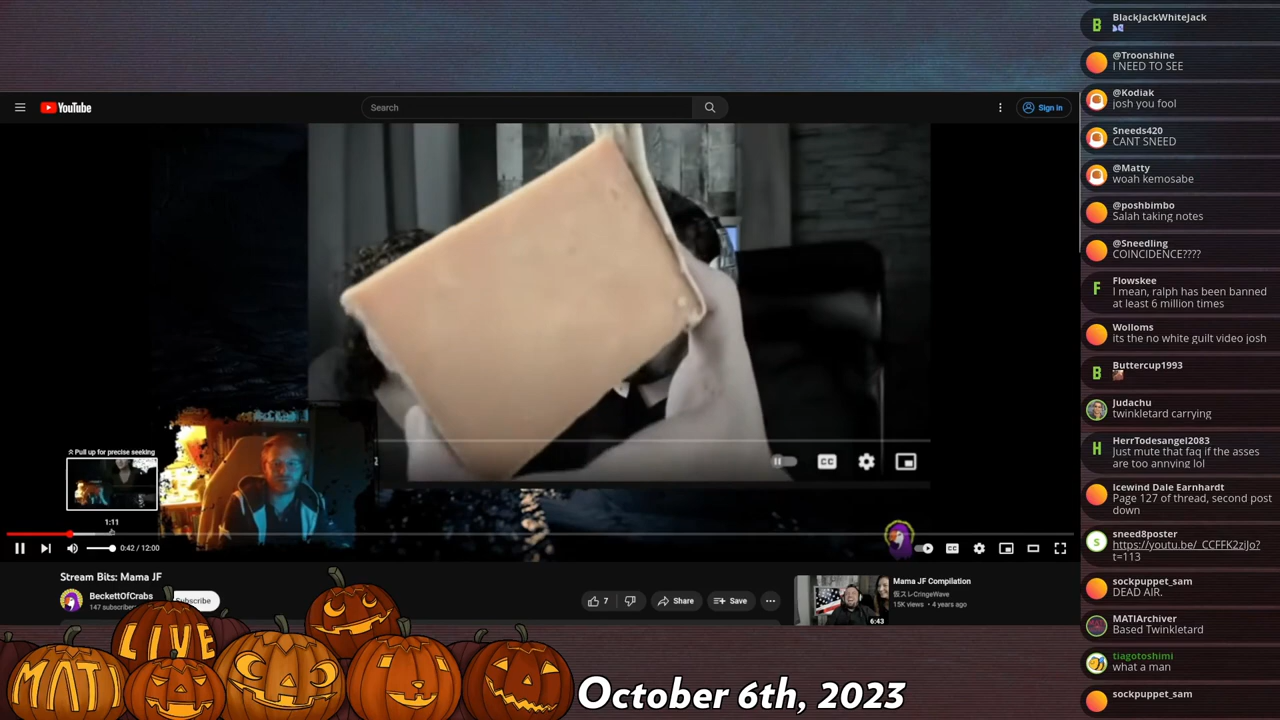 YouTube
Search
Sign in
Pull up for precise seeking
1:11
0:42 / 12:00
CC
CC
Stream Bits: Mama JF
BeckettOfCrabs
147 subscribers
7
Share
Save
Mama JF Compilation
15K views • 4 years ago
6:43
LIVE
MATI
October 6th, 2023
BlackJackWhiteJack
@Troonshine
I NEED TO SEE
@Kodiak
josh you fool
Sneeds420
CANT SNEED
@Matty
woah kemosabe
@poshbimbo
Salah taking notes
@Sneedling
COINCIDENCE????
F
Flowskee
I mean, ralph has been banned
at least 6 million times
Wolloms
its the no white guilt video josh
B
Buttercup1993
Judachu
twinkletard carrying
H
HerrTodesangel2083
Just mute that faq if the asses
are too annying lol
Icewind Dale Earnhardt
Page 127 of thread, second post
down
S
sneed8poster
https://youtu.be/_CCFFK2ziJo?
t=113
sockpuppet_sam
DEAD AIR.
MATIArchiver
Based Twinkletard
tiagotoshimi
what a man
sockpuppet_sam